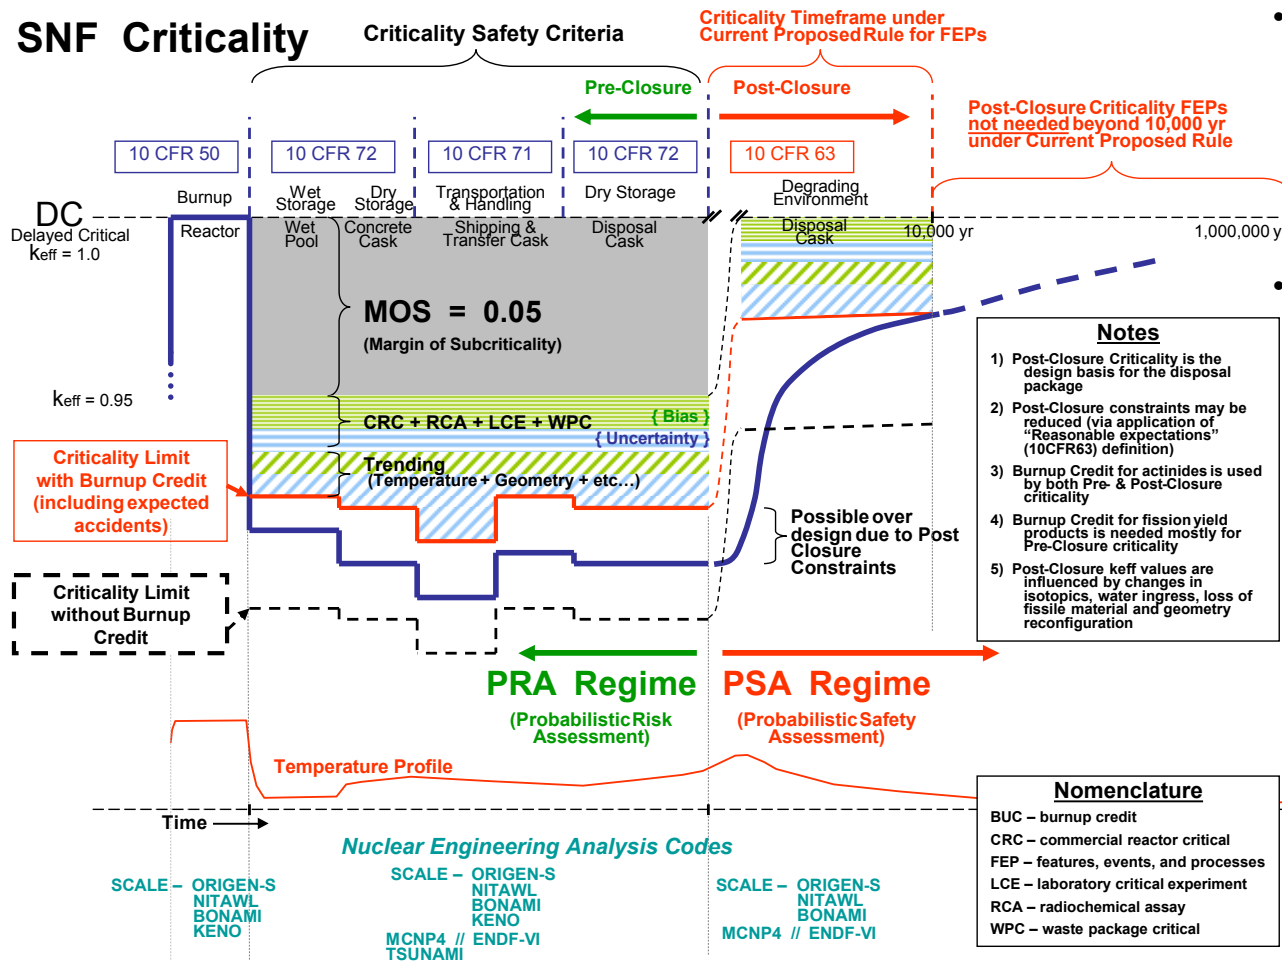 SNF Criticality
Criticality Safety Criteria
Criticality Timeframe under
Current Proposed Rule for FEPs
Pre-Closure
Post-Closure
Post-Closure Criticality FEPs
not needed beyond 10,000 yr
under Current Proposed Rule
10 CFR 50
10 CFR 72
10 CFR 71
10 CFR 72
10 CFR 63
Burnup
Wet
Storage
Dry
Storage
Transportation
& Handling
Dry Storage
Degrading
Environment
DC
Delayed Critical
keff = 1.0
Reactor
Wet
Pool
Concrete
Cask
Shipping &
Transfer Cask
Disposal
Cask
Disposal
Cask
10,000 yr
1,000,000 y
MOS = 0.05
(Margin of Subcriticality)
keff = 0.95
CRC + RCA + LCE + WPC
{ Bias }
{ Uncertainty }
Trending
(Temperature + Geometry + etc…)
Criticality Limit
with Burnup Credit
(including expected
accidents)
Possible over
design due to Post
Closure
Constraints
Criticality Limit
without Burnup
Credit
Notes
1) Post-Closure Criticality is the
design basis for the disposal
package
2) Post-Closure constraints may be
reduced (via application of
“Reasonable expectations”
(10CFR63) definition)
3) Burnup Credit for actinides is used
by both Pre- & Post-Closure
criticality
4) Burnup Credit for fission yield
products is needed mostly for
Pre-Closure criticality
5) Post-Closure keff values are
influenced by changes in
isotopics, water ingress, loss of
fissile material and geometry
reconfiguration
PRA Regime
(Probabilistic Risk
Assessment)
PSA Regime
(Probabilistic Safety
Assessment)
Temperature Profile
Time
Nuclear Engineering Analysis Codes
SCALE – ORIGEN-S
NITAWL
BONAMI
KENO
SCALE – ORIGEN-S
NITAWL
BONAMI
KENO
MCNP4 // ENDF-VI
TSUNAMI
SCALE – ORIGEN-S
NITAWL
BONAMI
MCNP4 // ENDF-VI
Nomenclature
BUC – burnup credit
CRC – commercial reactor critical
FEP – features, events, and processes
LCE – laboratory critical experiment
RCA – radiochemical assay
WPC – waste package critical